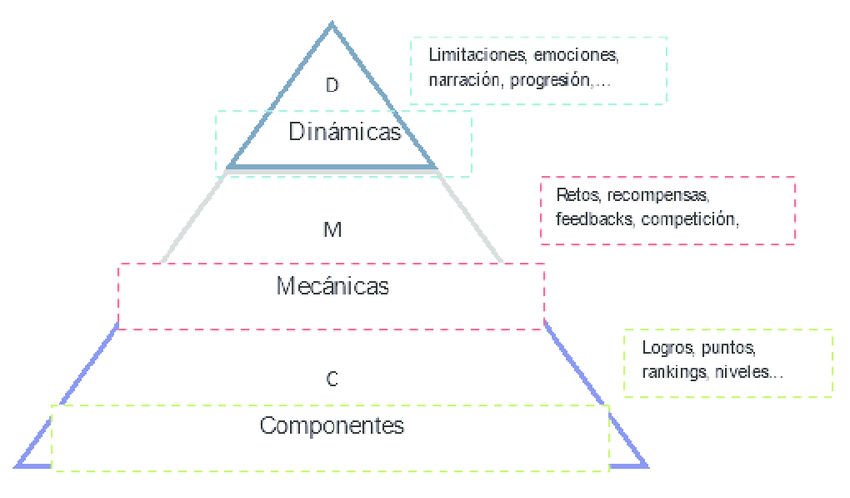 D
Limitaciones, emociones,
narración, progresión,...
Dinámicas
Retos, recompensas,
feedbacks, competición,
M
Mecánicas
Logros, puntos,
rankings, niveles...
C
Componentes